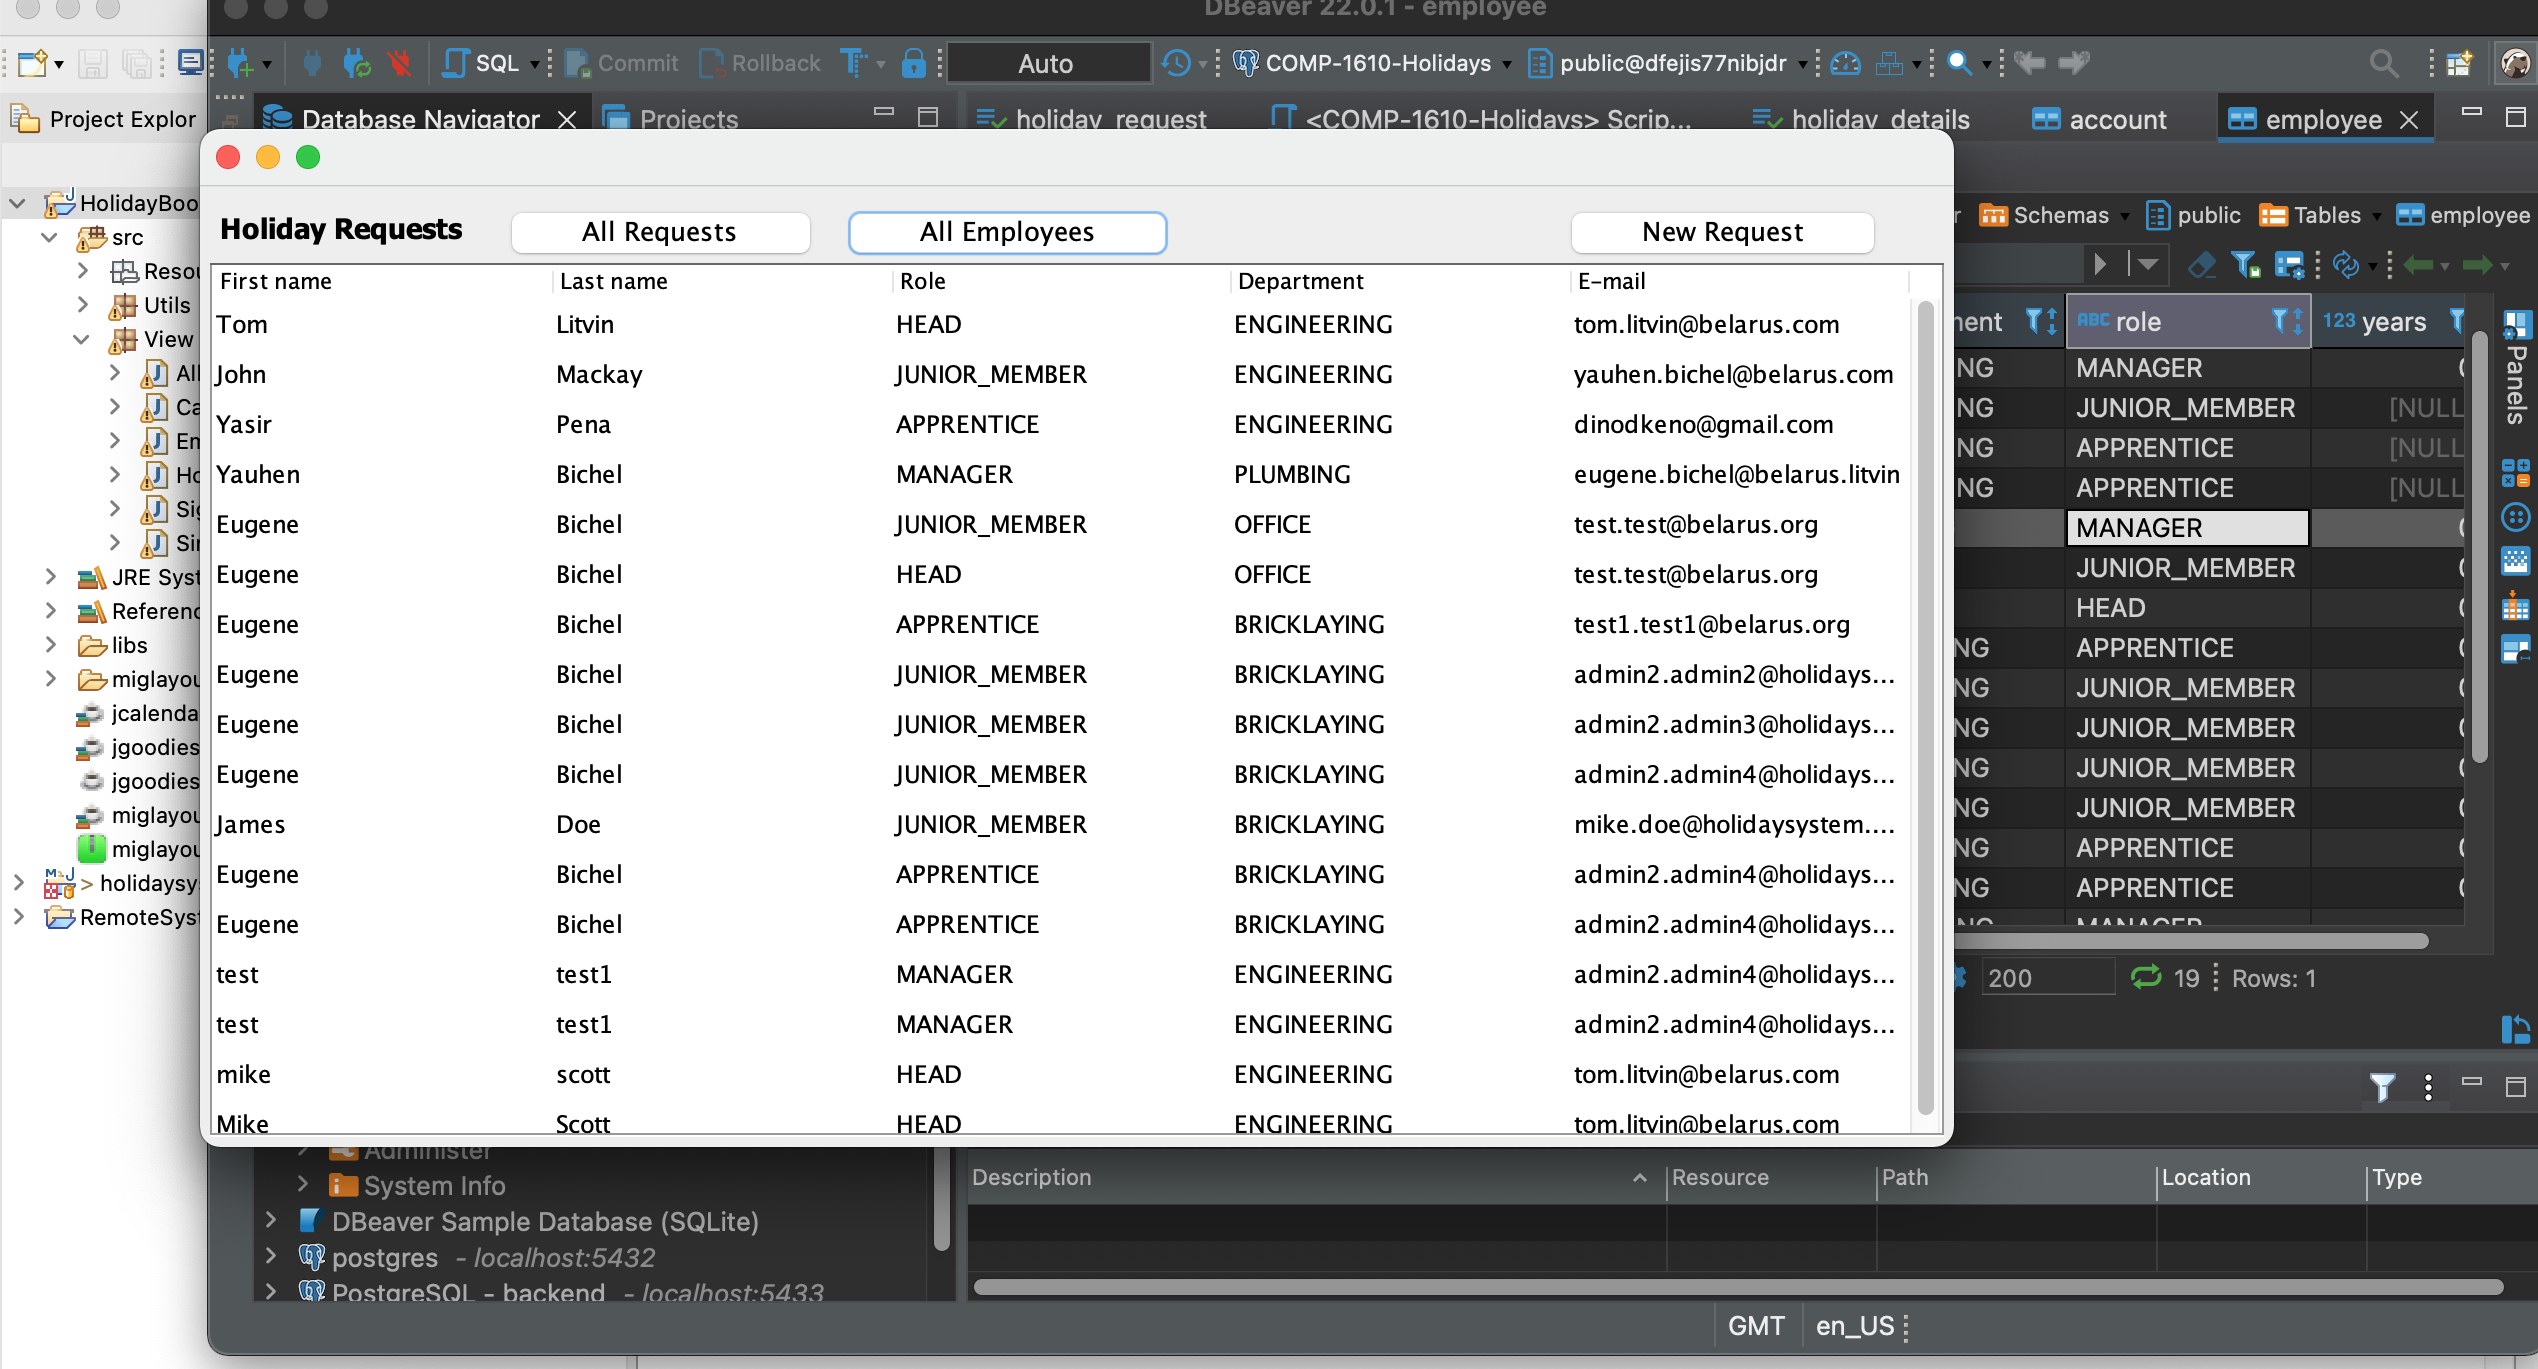 DBeaver 22.0.1 - employee
SQL Commit Rollback Auto COMP-1610-Holidays public@dfejis77nibjdr
Project Explor Database Navigator Projects holiday_request <COMP-1610-Holidays> Scrip... holiday_details account employee
Schemas public Tables employee
HolidayBoo
src
Resou
Utils
View
All
Ca
Em
Ho
Sig
Sin
JRE Syst
Referenc
libs
miglayou
jcalenda
jgoodies
jgoodies
miglayou
miglayou
> holidaysy
RemoteSyst
Holiday Requests All Requests All Employees New Request
First name Last name Role Department E-mail
Tom Litvin HEAD ENGINEERING tom.litvin@belarus.com
John Mackay JUNIOR_MEMBER ENGINEERING yauhen.bichel@belarus.com
Yasir Pena APPRENTICE ENGINEERING dinodkeno@gmail.com
Yauhen Bichel MANAGER PLUMBING eugene.bichel@belarus.litvin
Eugene Bichel JUNIOR_MEMBER OFFICE test.test@belarus.org
Eugene Bichel HEAD OFFICE test.test@belarus.org
Eugene Bichel APPRENTICE BRICKLAYING test1.test1@belarus.org
Eugene Bichel JUNIOR_MEMBER BRICKLAYING admin2.admin2@holidays...
Eugene Bichel JUNIOR_MEMBER BRICKLAYING admin2.admin3@holidays...
Eugene Bichel JUNIOR_MEMBER BRICKLAYING admin2.admin4@holidays...
James Doe JUNIOR_MEMBER BRICKLAYING mike.doe@holidaysystem....
Eugene Bichel APPRENTICE BRICKLAYING admin2.admin4@holidays...
Eugene Bichel APPRENTICE BRICKLAYING admin2.admin4@holidays...
test test1 MANAGER ENGINEERING admin2.admin4@holidays...
test test1 MANAGER ENGINEERING admin2.admin4@holidays...
mike scott HEAD ENGINEERING tom.litvin@belarus.com
Mike Scott HEAD ENGINEERING tom.litvin@belarus.com
nent ABC role 123 years
NG MANAGER
NG JUNIOR_MEMBER [NULL
NG APPRENTICE [NULL
NG APPRENTICE [NULL
MANAGER
JUNIOR_MEMBER
HEAD
NG APPRENTICE
NG JUNIOR_MEMBER
NG JUNIOR_MEMBER
NG JUNIOR_MEMBER
NG JUNIOR_MEMBER
NG APPRENTICE
NG APPRENTICE
NG MANAGER
Panels
200 19 Rows: 1
Administer
System Info
DBeaver Sample Database (SQLite)
postgres - localhost:5432
PostgreSQL - backend - localhost:5433
Description Resource Path Location Type
GMT en_US